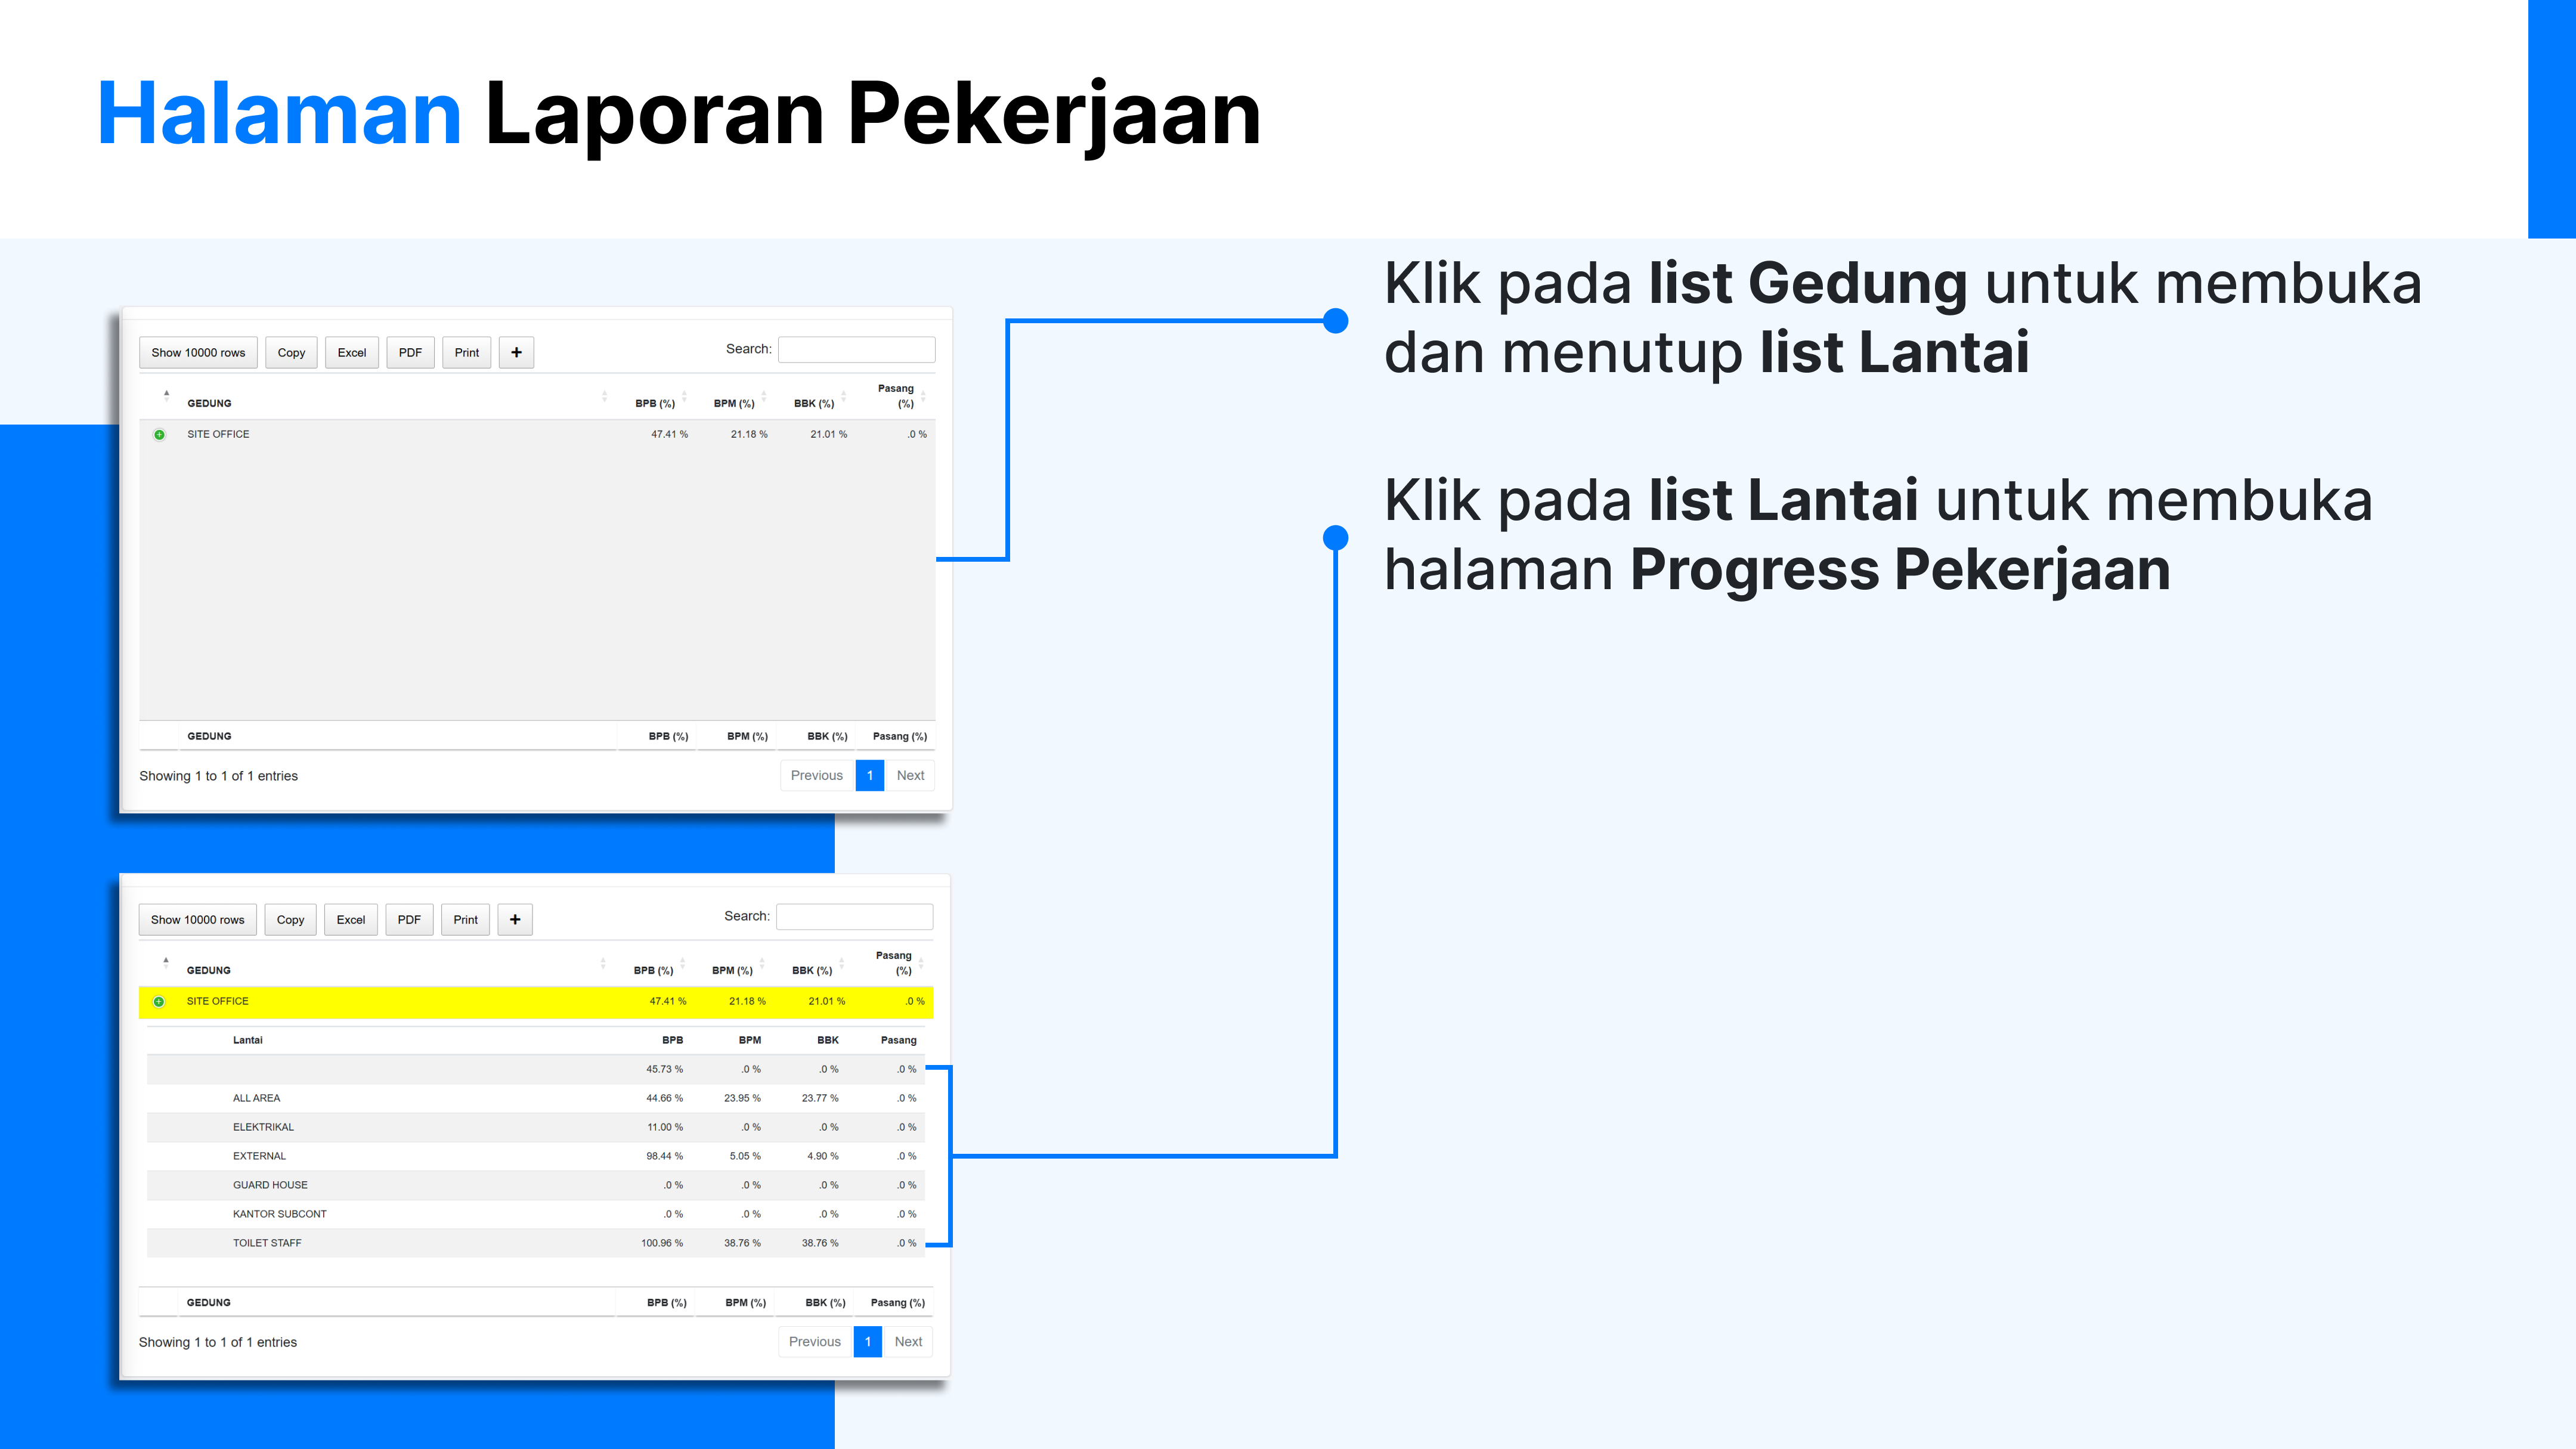 Halaman Laporan Pekerjaan
Klik pada list Gedung untuk membuka
dan menutup list Lantai
Klik pada list Lantai untuk membuka
halaman Progress Pekerjaan
Show 10000 rows Copy Excel PDF Print + Search:
GEDUNG BPB (%) BPM (%) BBK (%) Pasang (%)
SITE OFFICE 47.41 % 21.18 % 21.01 % .0 %
GEDUNG BPB (%) BPM (%) BBK (%) Pasang (%)
Showing 1 to 1 of 1 entries Previous 1 Next
Show 10000 rows Copy Excel PDF Print + Search:
GEDUNG BPB (%) BPM (%) BBK (%) Pasang (%)
SITE OFFICE 47.41 % 21.18 % 21.01 % .0 %
Lantai BPB BPM BBK Pasang
45.73 % .0 % .0 % .0 %
ALL AREA 44.66 % 23.95 % 23.77 % .0 %
ELEKTRIKAL 11.00 % .0 % .0 % .0 %
EXTERNAL 98.44 % 5.05 % 4.90 % .0 %
GUARD HOUSE .0 % .0 % .0 % .0 %
KANTOR SUBCONT .0 % .0 % .0 % .0 %
TOILET STAFF 100.96 % 38.76 % 38.76 % .0 %
GEDUNG BPB (%) BPM (%) BBK (%) Pasang (%)
Showing 1 to 1 of 1 entries Previous 1 Next